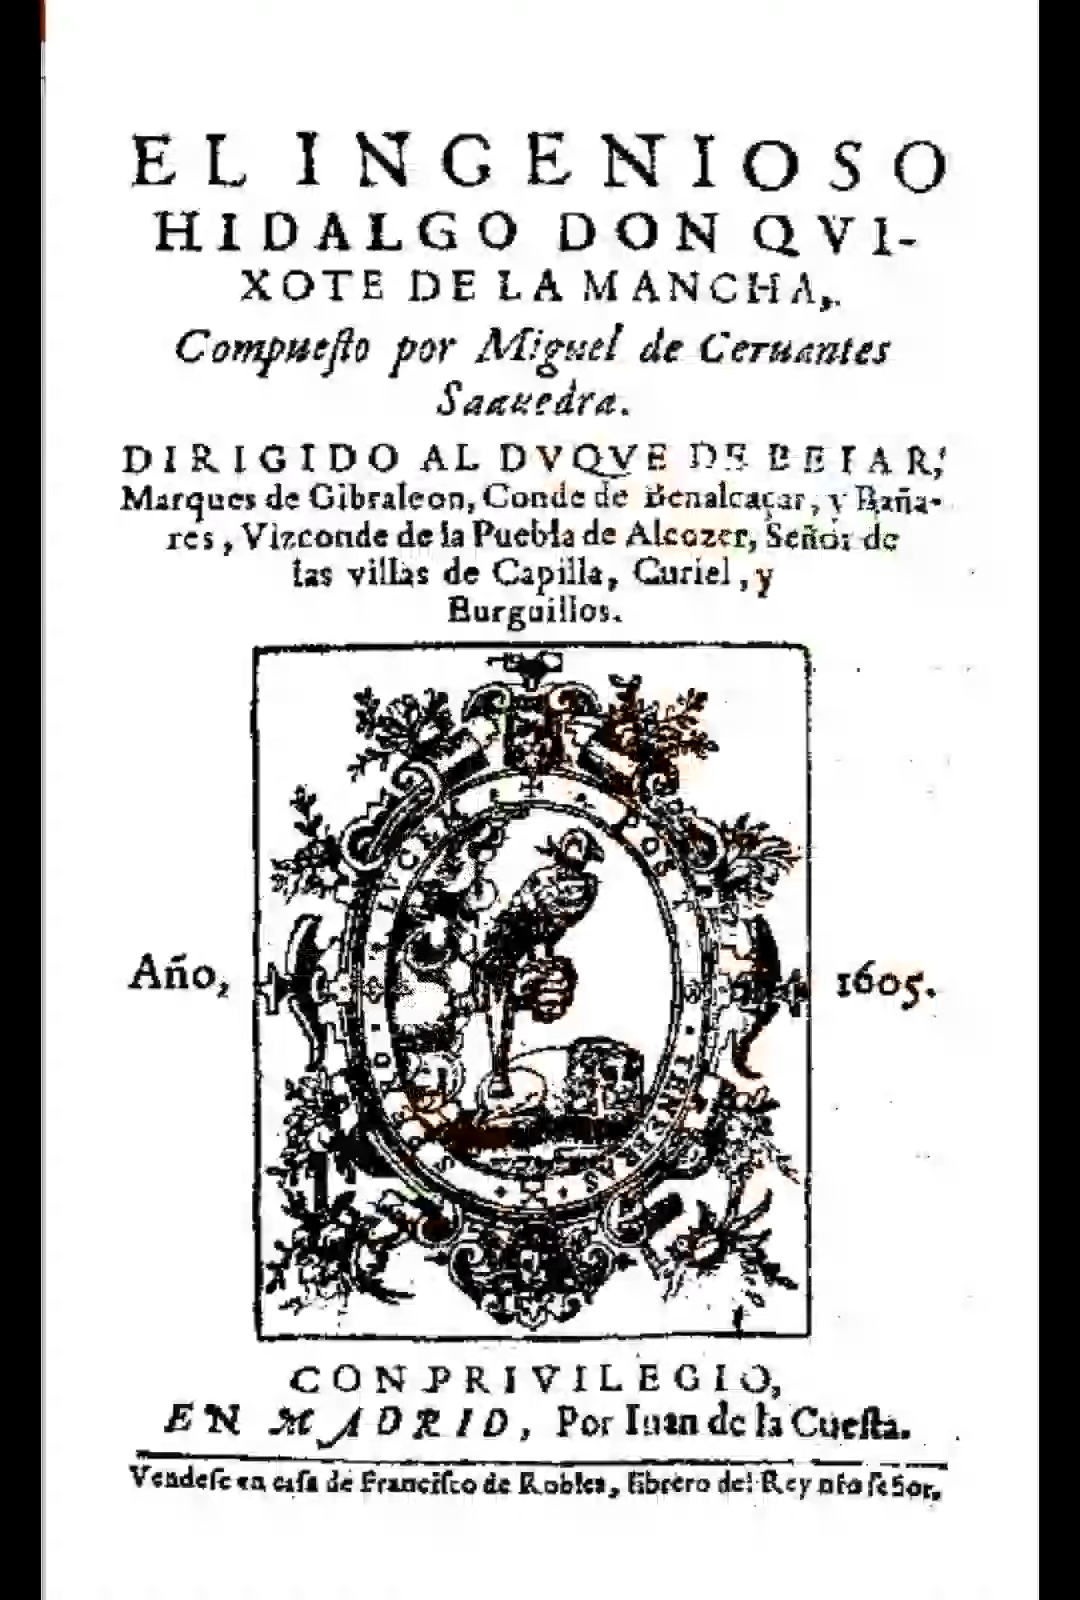 EL INGENIOSO
HIDALGO DON QVI-
XOTE DE LA MANCHA,
Compuesto por Miguel de Ceruantes
Saauedra.
DIRIGIDO AL DVQVE DE BEIAR,
Marques de Gibraleon, Conde de Benalcaçar, y Baña-
res, Vizconde de la Puebla de Alcozer, Señor de
las villas de Capilla, Curiel, y
Burguillos.
Año, 1605.
POST TENEBRAS
LVCEM
CON PRIVILEGIO,
EN MADRID, Por Iuan de la Cuesta.
Vendese en casa de Francisco de Robles, librero del Rey nro señor.